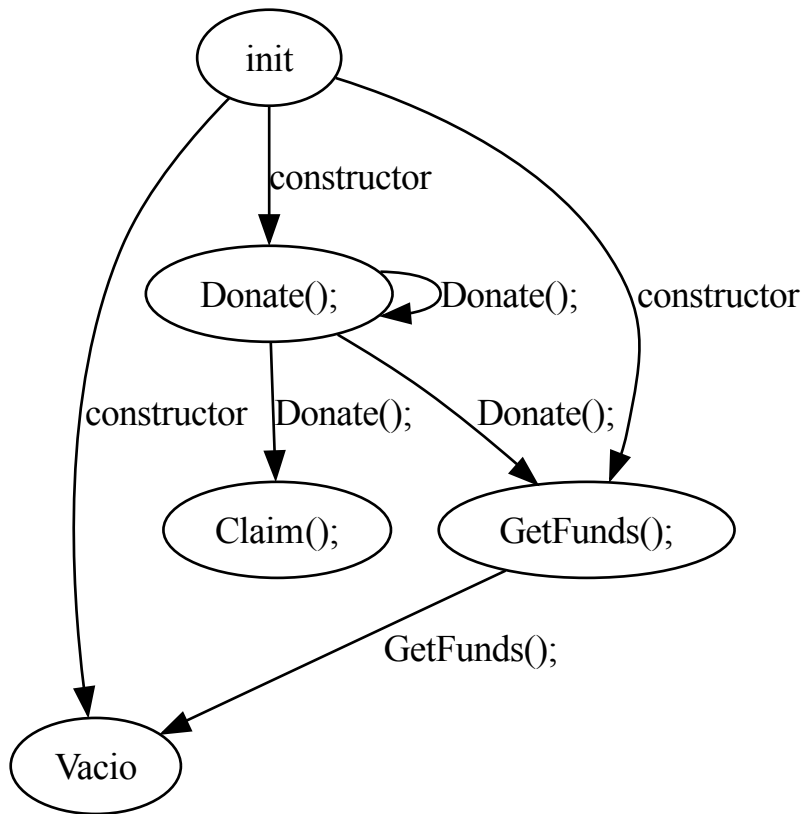 init
constructor
Donate();
Donate();
constructor
constructor
Donate();
Donate();
Claim();
GetFunds();
GetFunds();
Vacio